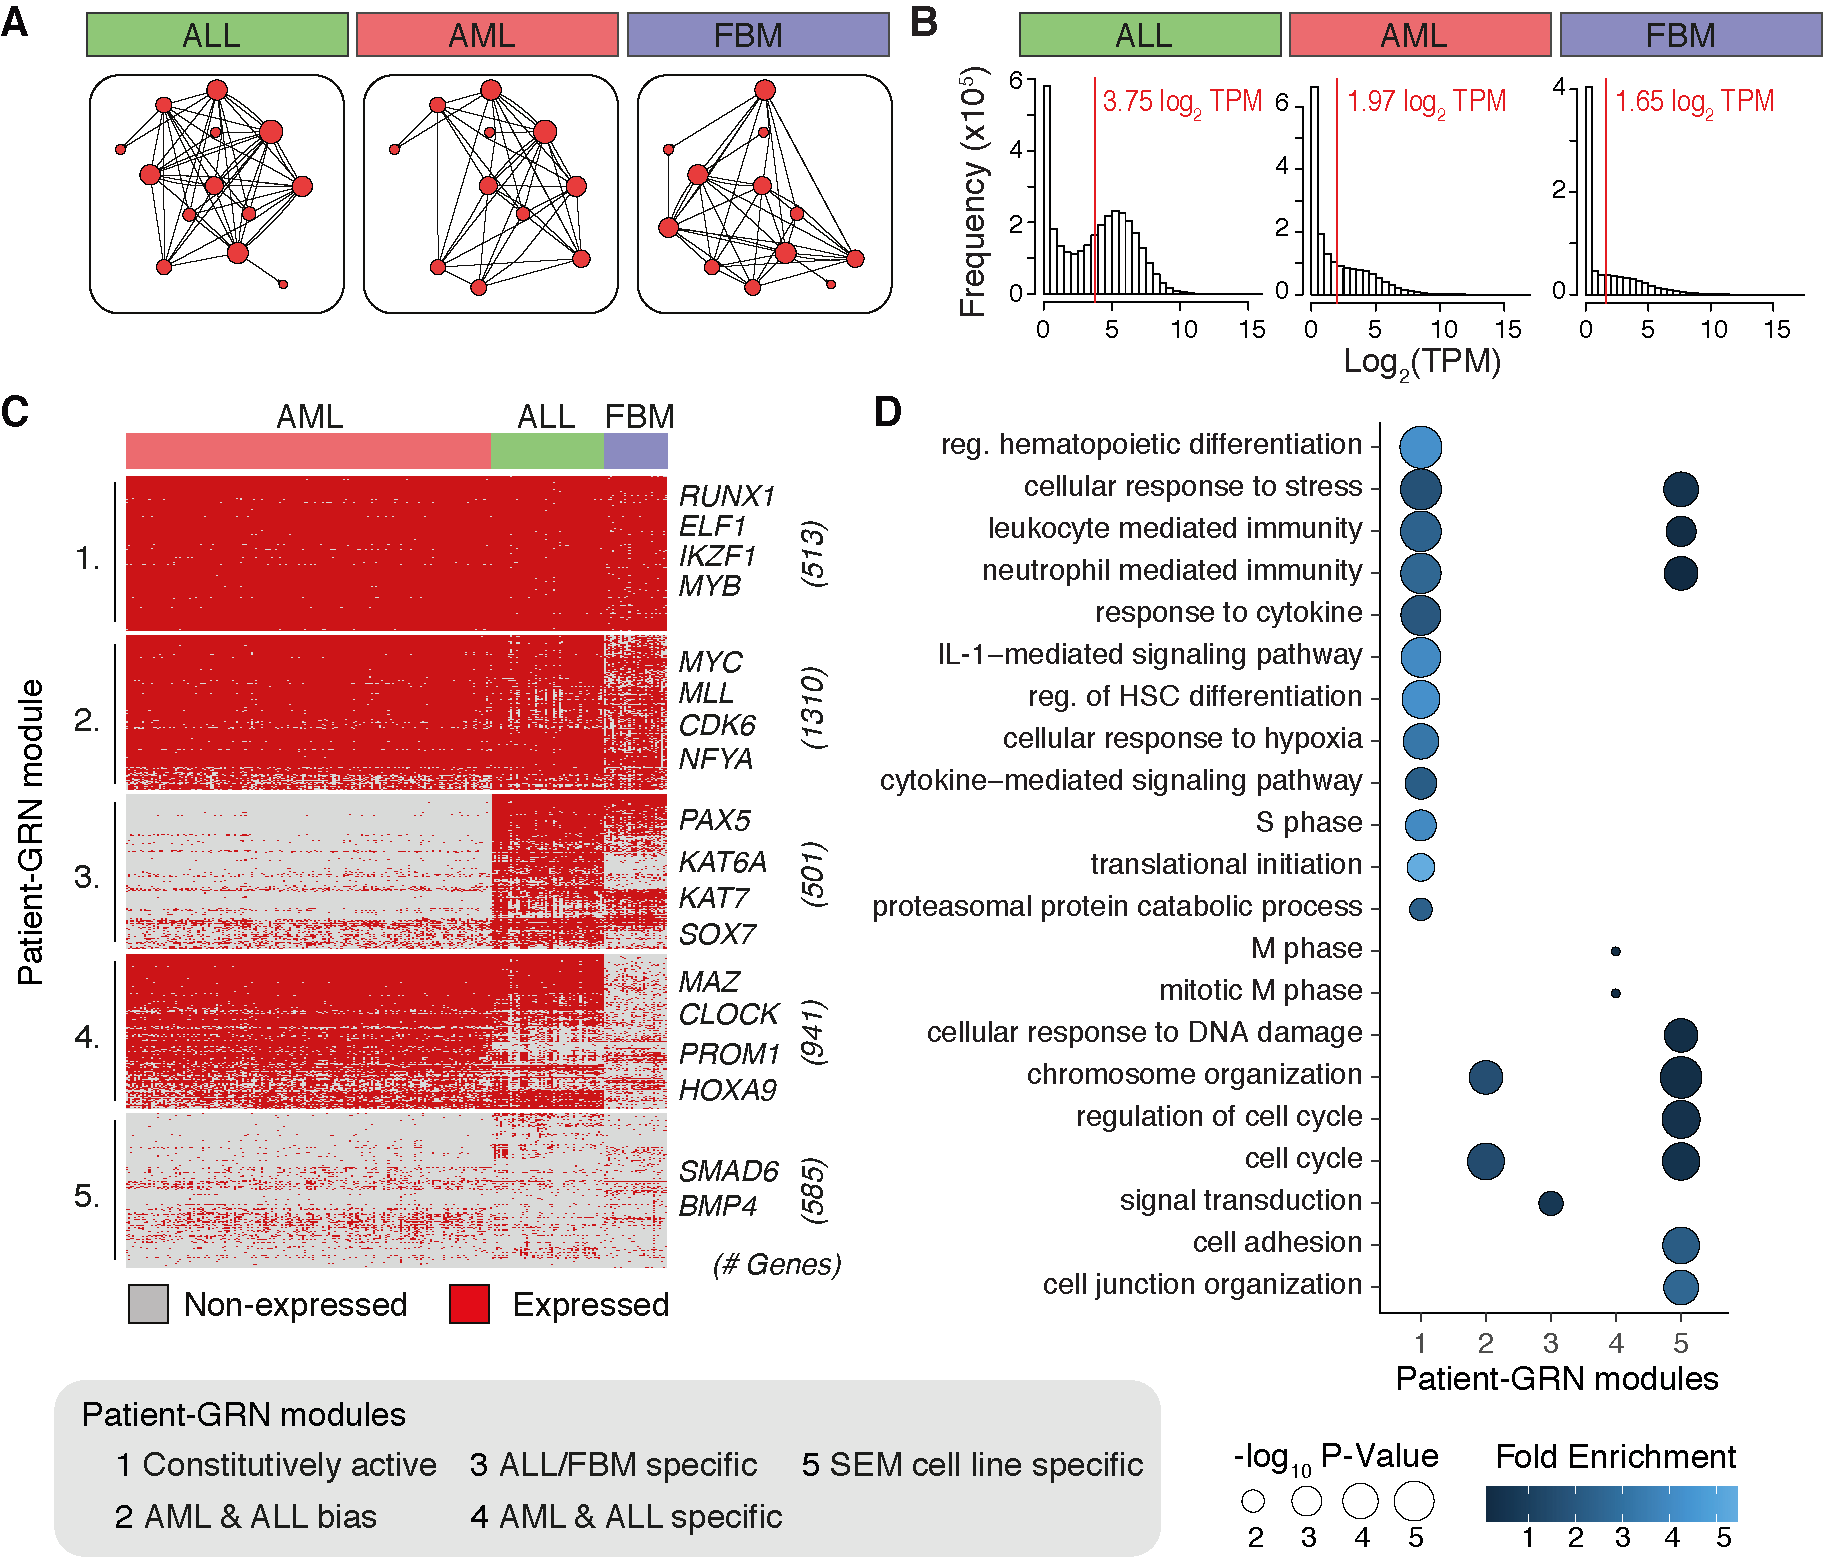 A
ALL
AML
FBM
B
ALL
AML
FBM
Frequency (x10⁵)
6
4
2
0
3.75 log₂ TPM
0
5
10
15
6
4
2
0
1.97 log₂ TPM
0
5
10
15
4
2
0
1.65 log₂ TPM
0
5
10
15
Log₂(TPM)
C
AML
ALL
FBM
Patient-GRN module
1.
RUNX1
ELF1
IKZF1
MYB
(513)
2.
MYC
MLL
CDK6
NFYA
(1310)
3.
PAX5
KAT6A
KAT7
SOX7
(501)
4.
MAZ
CLOCK
PROM1
HOXA9
(941)
5.
SMAD6
BMP4
(585)
(# Genes)
Non-expressed
Expressed
D
reg. hematopoietic differentiation
cellular response to stress
leukocyte mediated immunity
neutrophil mediated immunity
response to cytokine
IL-1–mediated signaling pathway
reg. of HSC differentiation
cellular response to hypoxia
cytokine–mediated signaling pathway
S phase
translational initiation
proteasomal protein catabolic process
M phase
mitotic M phase
cellular response to DNA damage
chromosome organization
regulation of cell cycle
cell cycle
signal transduction
cell adhesion
cell junction organization
1
2
3
4
5
Patient-GRN modules
Patient-GRN modules
1 Constitutively active
3 ALL/FBM specific
5 SEM cell line specific
2 AML & ALL bias
4 AML & ALL specific
-log₁₀ P-Value
2
3
4
5
Fold Enrichment
1
2
3
4
5